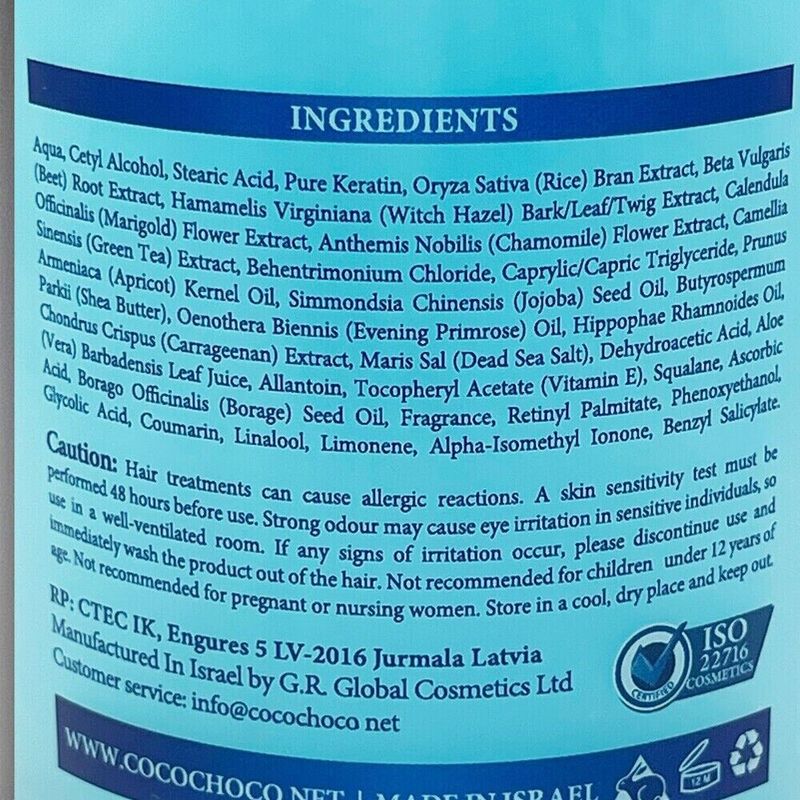 INGREDIENTS
Aqua, Cetyl Alcohol, Stearic Acid, Pure Keratin, Oryza Sativa (Rice) Bran Extract, Beta Vulgaris
(Beet) Root Extract, Hamamelis Virginiana (Witch Hazel) Bark/Leaf/Twig Extract, Calendula
Officinalis (Marigold) Flower Extract, Anthemis Nobilis (Chamomile) Flower Extract, Camellia
Sinensis (Green Tea) Extract, Behentrimonium Chloride, Caprylic/Capric Triglyceride, Prunus
Armeniaca (Apricot) Kernel Oil, Simmondsia Chinensis (Jojoba) Seed Oil, Butyrospermum
Parkii (Shea Butter), Oenothera Biennis (Evening Primrose) Oil, Hippophae Rhamnoides Oil,
Chondrus Crispus (Carrageenan) Extract, Maris Sal (Dead Sea Salt), Dehydroacetic Acid, Aloe
(Vera) Barbadensis Leaf Juice, Allantoin, Tocopheryl Acetate (Vitamin E), Squalane, Ascorbic
Acid, Borago Officinalis (Borage) Seed Oil, Fragrance, Retinyl Palmitate, Phenoxyethanol,
Glycolic Acid, Coumarin, Linalool, Limonene, Alpha-Isomethyl Ionone, Benzyl Salicylate.
Caution: Hair treatments can cause allergic reactions. A skin sensitivity test must be
performed 48 hours before use. Strong odour may cause eye irritation in sensitive individuals, so
use in a well-ventilated room. If any signs of irritation occur, please discontinue use and
immediately wash the product out of the hair. Not recommended for children under 12 years of
age. Not recommended for pregnant or nursing women. Store in a cool, dry place and keep out.
RP: CTEC IK, Engures 5 LV-2016 Jurmala Latvia
Manufactured In Israel by G.R. Global Cosmetics Ltd
Customer service: info@cocochoco net
CERTIFIED
ISO
22716
COSMETICS
WWW.COCOCHOCO.NET | MADE IN ISRAEL
12 M